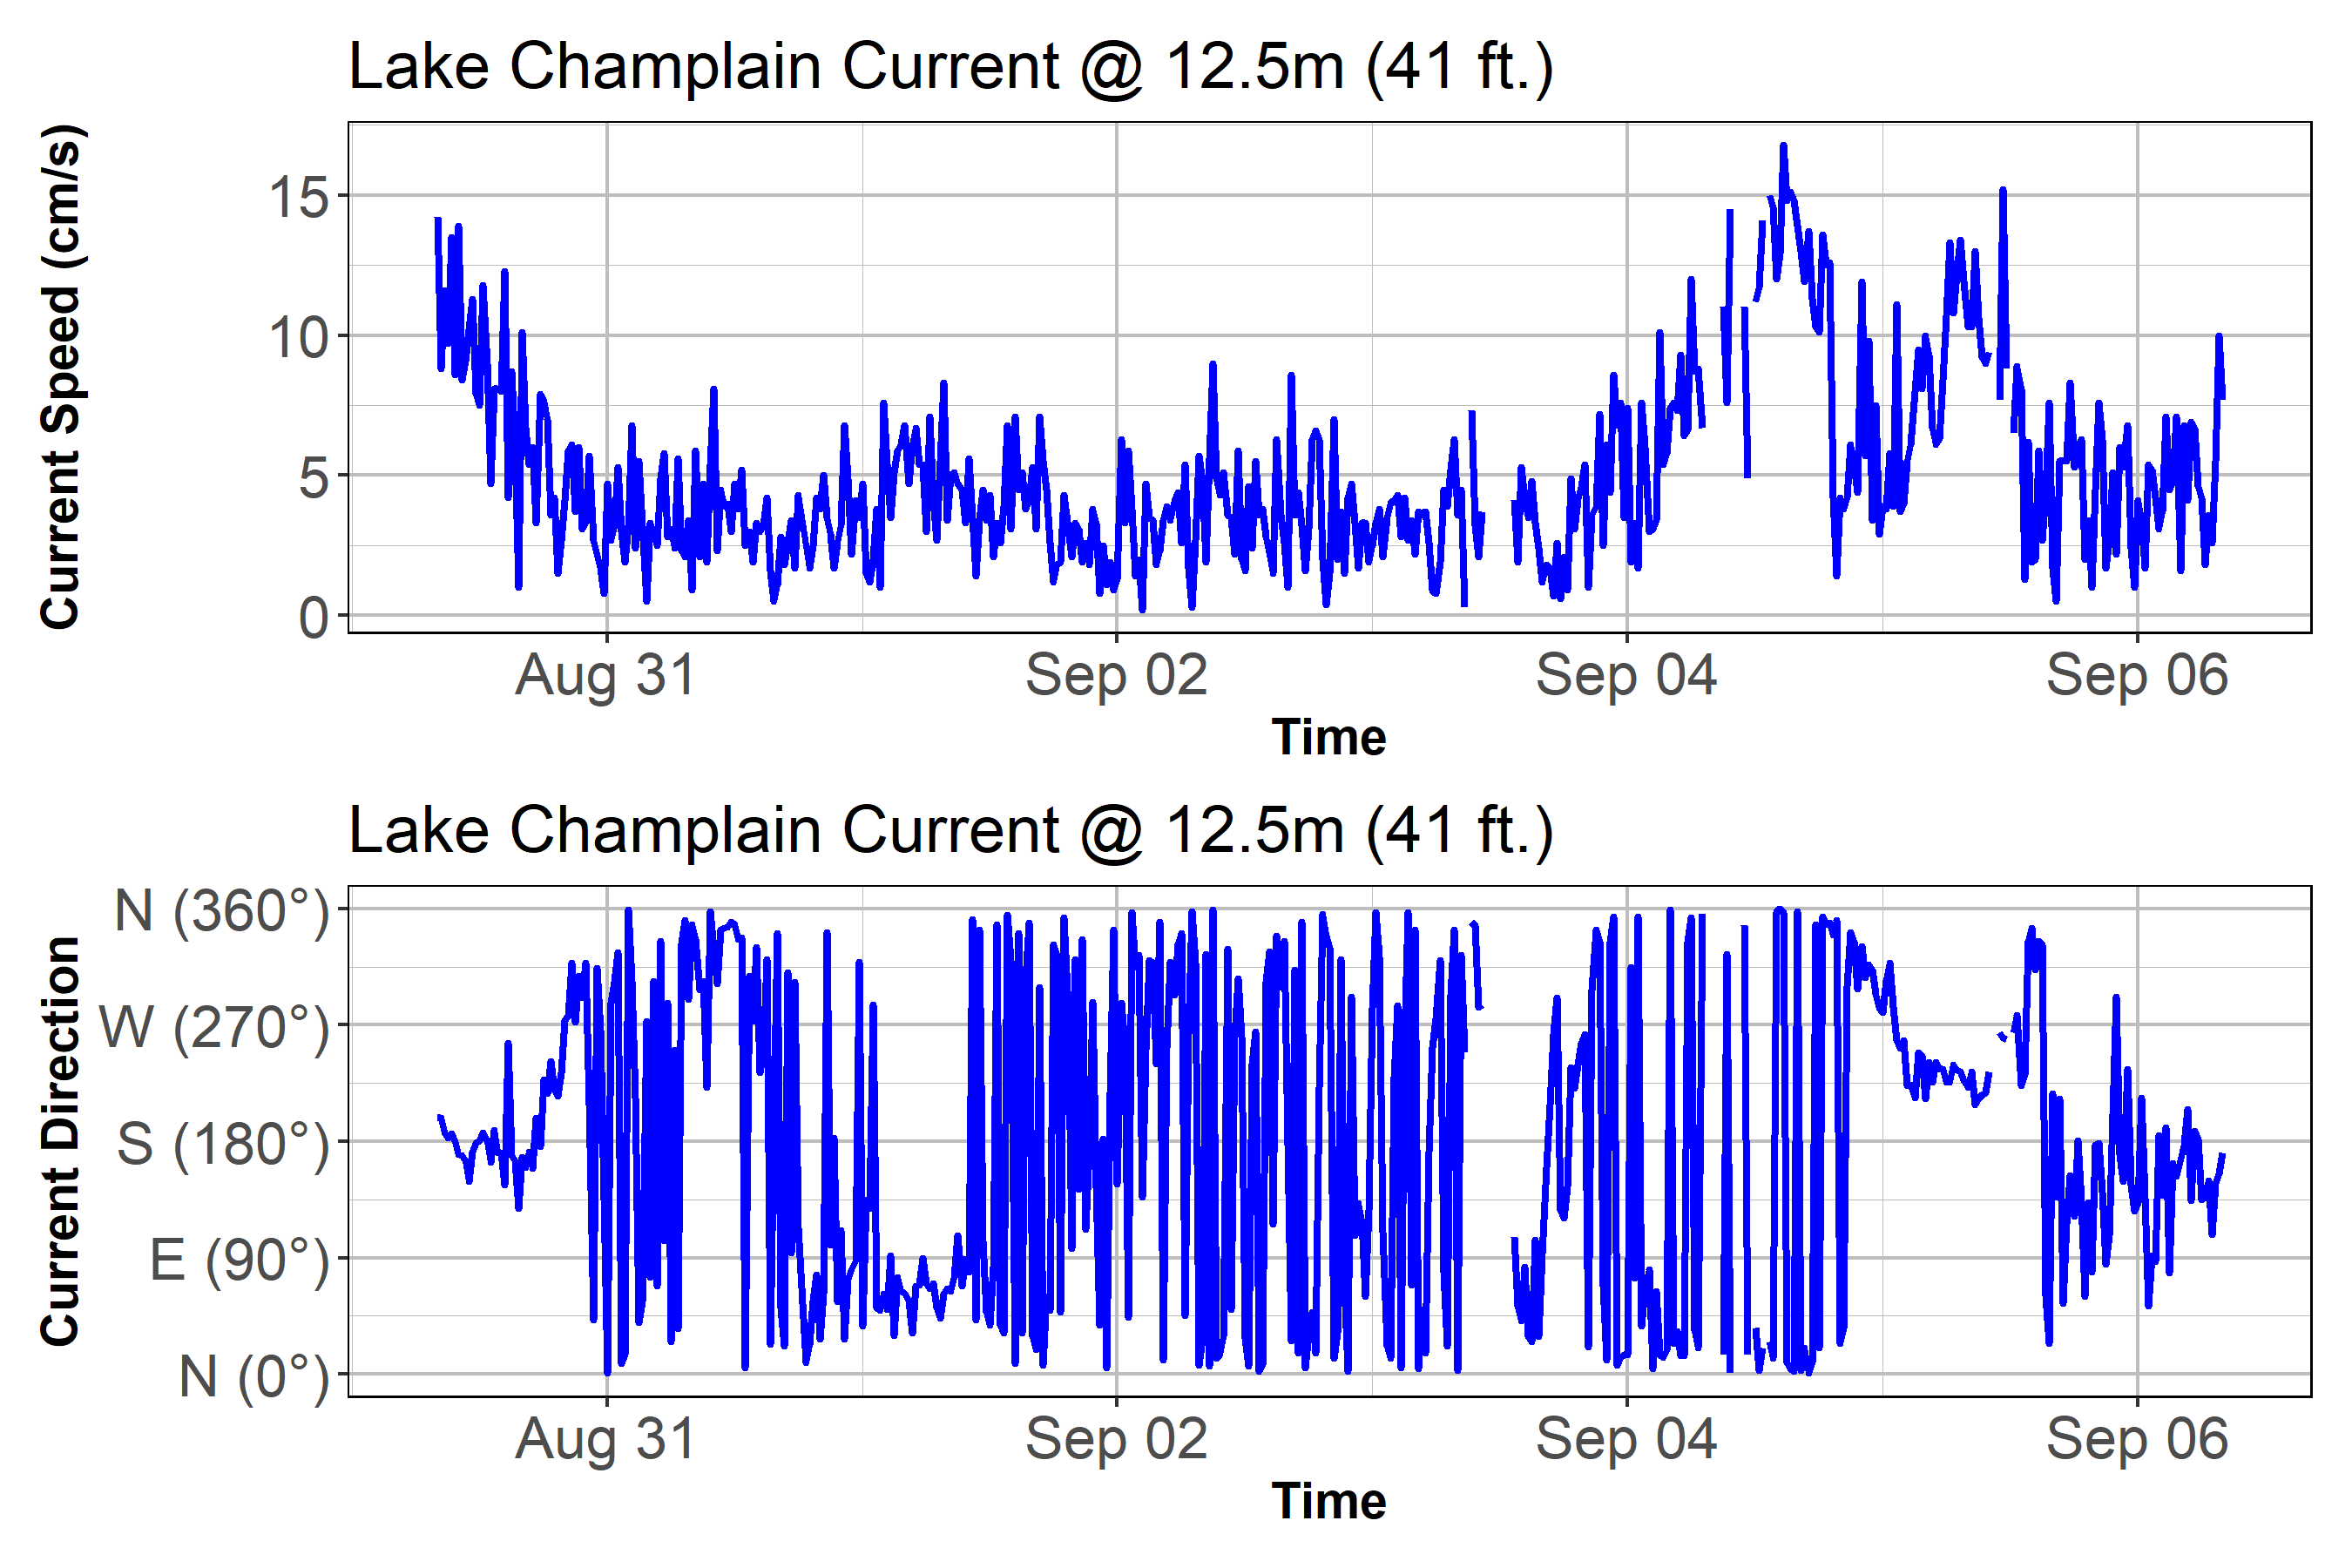 Lake Champlain Current @ 12.5m (41 ft.)
Current Speed (cm/s)
15
10
5
0
Aug 31 Sep 02 Sep 04 Sep 06
Time
Lake Champlain Current @ 12.5m (41 ft.)
Current Direction
N (360°)
W (270°)
S (180°)
E (90°)
N (0°)
Aug 31 Sep 02 Sep 04 Sep 06
Time